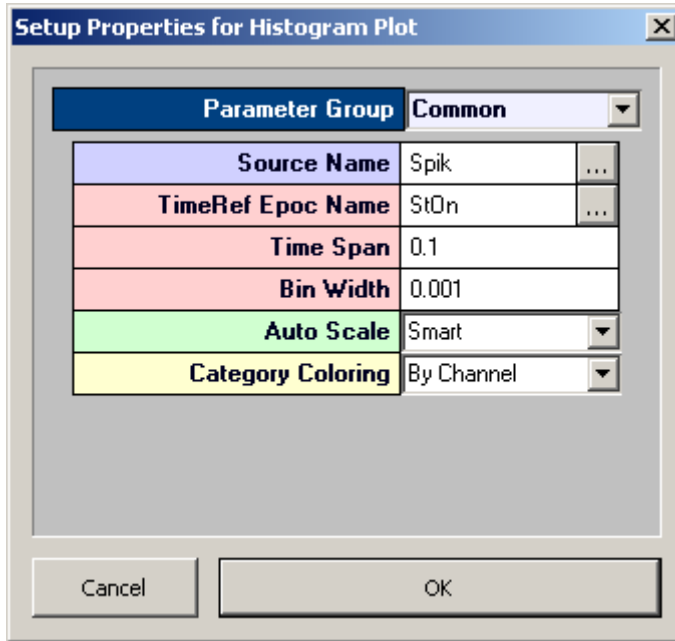 Setup Properties for Histogram Plot
Parameter Group Common
Source Name Spik ...
TimeRef Epoc Name StOn ...
Time Span 0.1
Bin Width 0.001
Auto Scale Smart
Category Coloring By Channel
Cancel OK